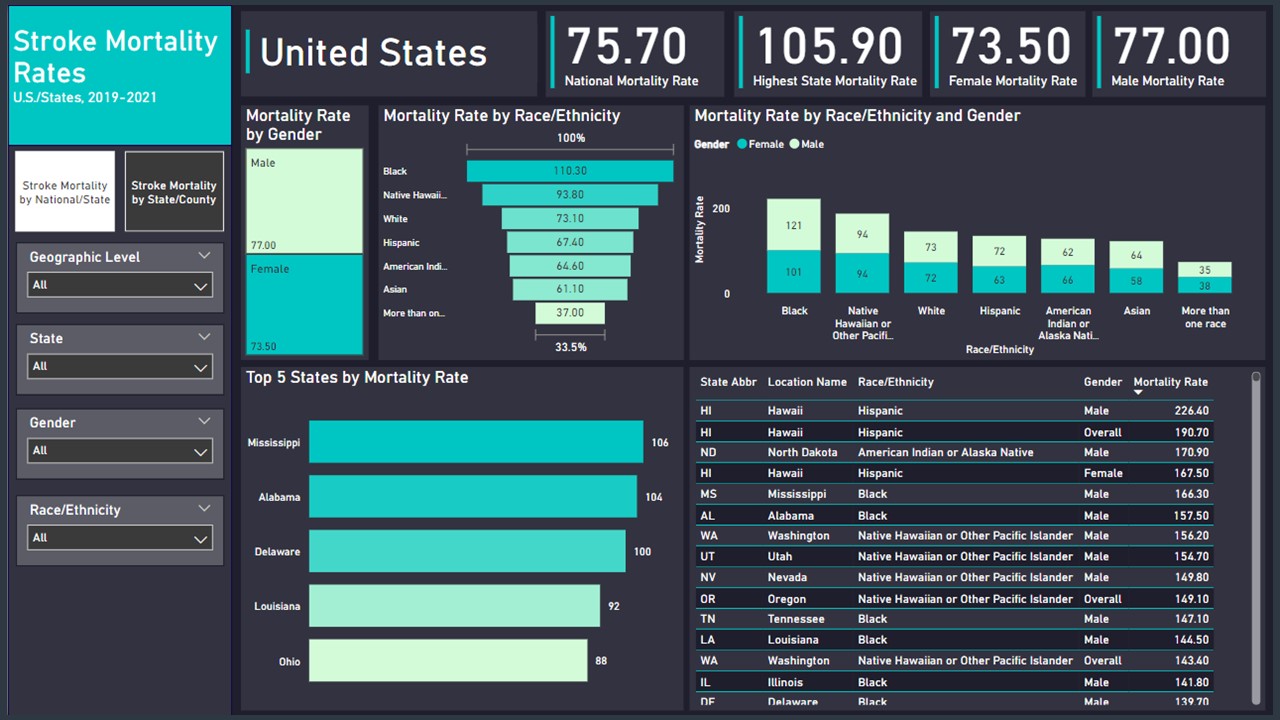 Stroke Mortality
Rates
U.S./States, 2019-2021
United States
75.70
National Mortality Rate
105.90
Highest State Mortality Rate
73.50
Female Mortality Rate
77.00
Male Mortality Rate
Stroke Mortality
by National/State
Stroke Mortality
by State/County
Geographic Level
All
State
All
Gender
All
Race/Ethnicity
All
Mortality Rate
by Gender
Male
77.00
Female
73.50
Mortality Rate by Race/Ethnicity
100%
Black 110.30
Native Hawaii... 93.80
White 73.10
Hispanic 67.40
American Indi... 64.60
Asian 61.10
More than on... 37.00
33.5%
Mortality Rate by Race/Ethnicity and Gender
Gender Female Male
Mortality Rate
200
0
121 94 73 72 62 64 35
101 94 72 63 66 58 38
Black Native White Hispanic American Asian More than
Hawaiian or Indian or one race
Other Pacifi... Alaska Nati...
Race/Ethnicity
Top 5 States by Mortality Rate
Mississippi 106
Alabama 104
Delaware 100
Louisiana 92
Ohio 88
State Abbr Location Name Race/Ethnicity Gender Mortality Rate
HI Hawaii Hispanic Male 226.40
HI Hawaii Hispanic Overall 190.70
ND North Dakota American Indian or Alaska Native Male 170.90
HI Hawaii Hispanic Female 167.50
MS Mississippi Black Male 166.30
AL Alabama Black Male 157.50
WA Washington Native Hawaiian or Other Pacific Islander Male 156.20
UT Utah Native Hawaiian or Other Pacific Islander Male 154.70
NV Nevada Native Hawaiian or Other Pacific Islander Male 149.80
OR Oregon Native Hawaiian or Other Pacific Islander Overall 149.10
TN Tennessee Black Male 147.10
LA Louisiana Black Male 144.50
WA Washington Native Hawaiian or Other Pacific Islander Overall 143.40
IL Illinois Black Male 141.80
DE Delaware Black Male 139.70